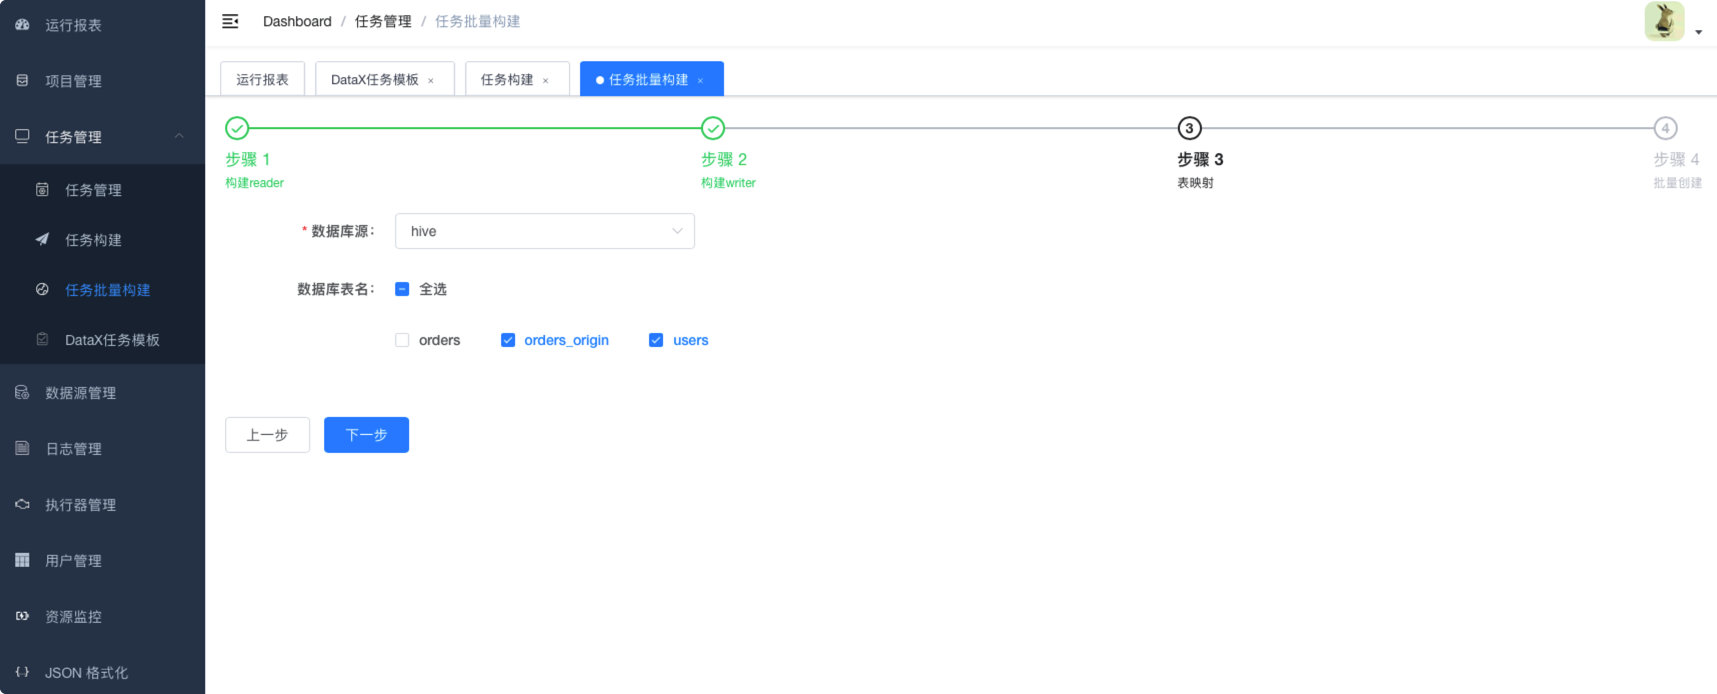 运行报表
项目管理
任务管理
任务管理
任务构建
任务批量构建
DataX任务模板
数据源管理
日志管理
执行器管理
用户管理
资源监控
JSON 格式化
Dashboard / 任务管理 / 任务批量构建
运行报表 DataX任务模板 × 任务构建 × 任务批量构建 ×
3 4
步骤 1 步骤 2 步骤 3 步骤 4
构建reader 构建writer 表映射 批量创建
* 数据库源： hive
数据库表名： 全选
orders orders_origin users
上一步 下一步